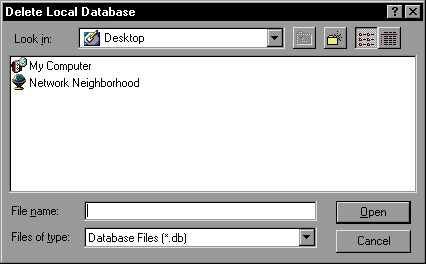 Delete Local Database
Look in: Desktop
My Computer
Network Neighborhood
File name: Open
Files of type: Database Files (*.db) Cancel